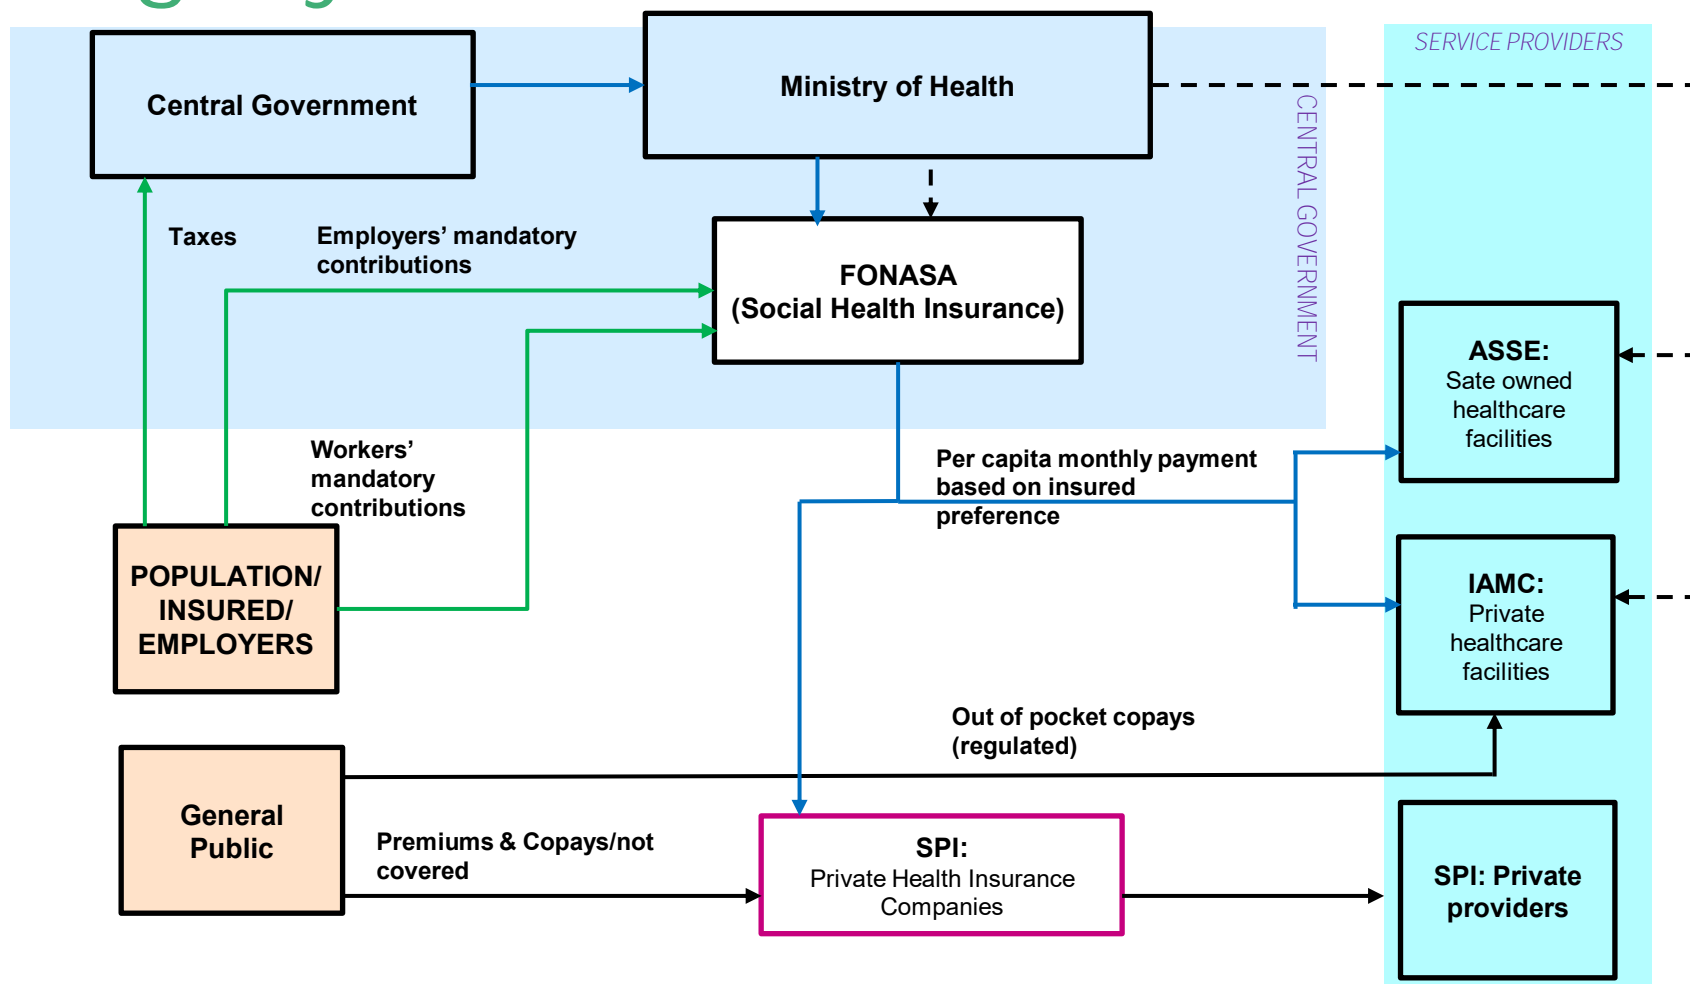 SERVICE PROVIDERS
Central Government
Ministry of Health
CENTRAL GOVERNMENT
Taxes
Employers’ mandatory
contributions
FONASA
(Social Health Insurance)
ASSE:
Sate owned
healthcare
facilities
Workers’
mandatory
contributions
Per capita monthly payment
based on insured
preference
POPULATION/
INSURED/
EMPLOYERS
IAMC:
Private
healthcare
facilities
Out of pocket copays
(regulated)
General
Public
Premiums & Copays/not
covered
SPI:
Private Health Insurance
Companies
SPI: Private
providers